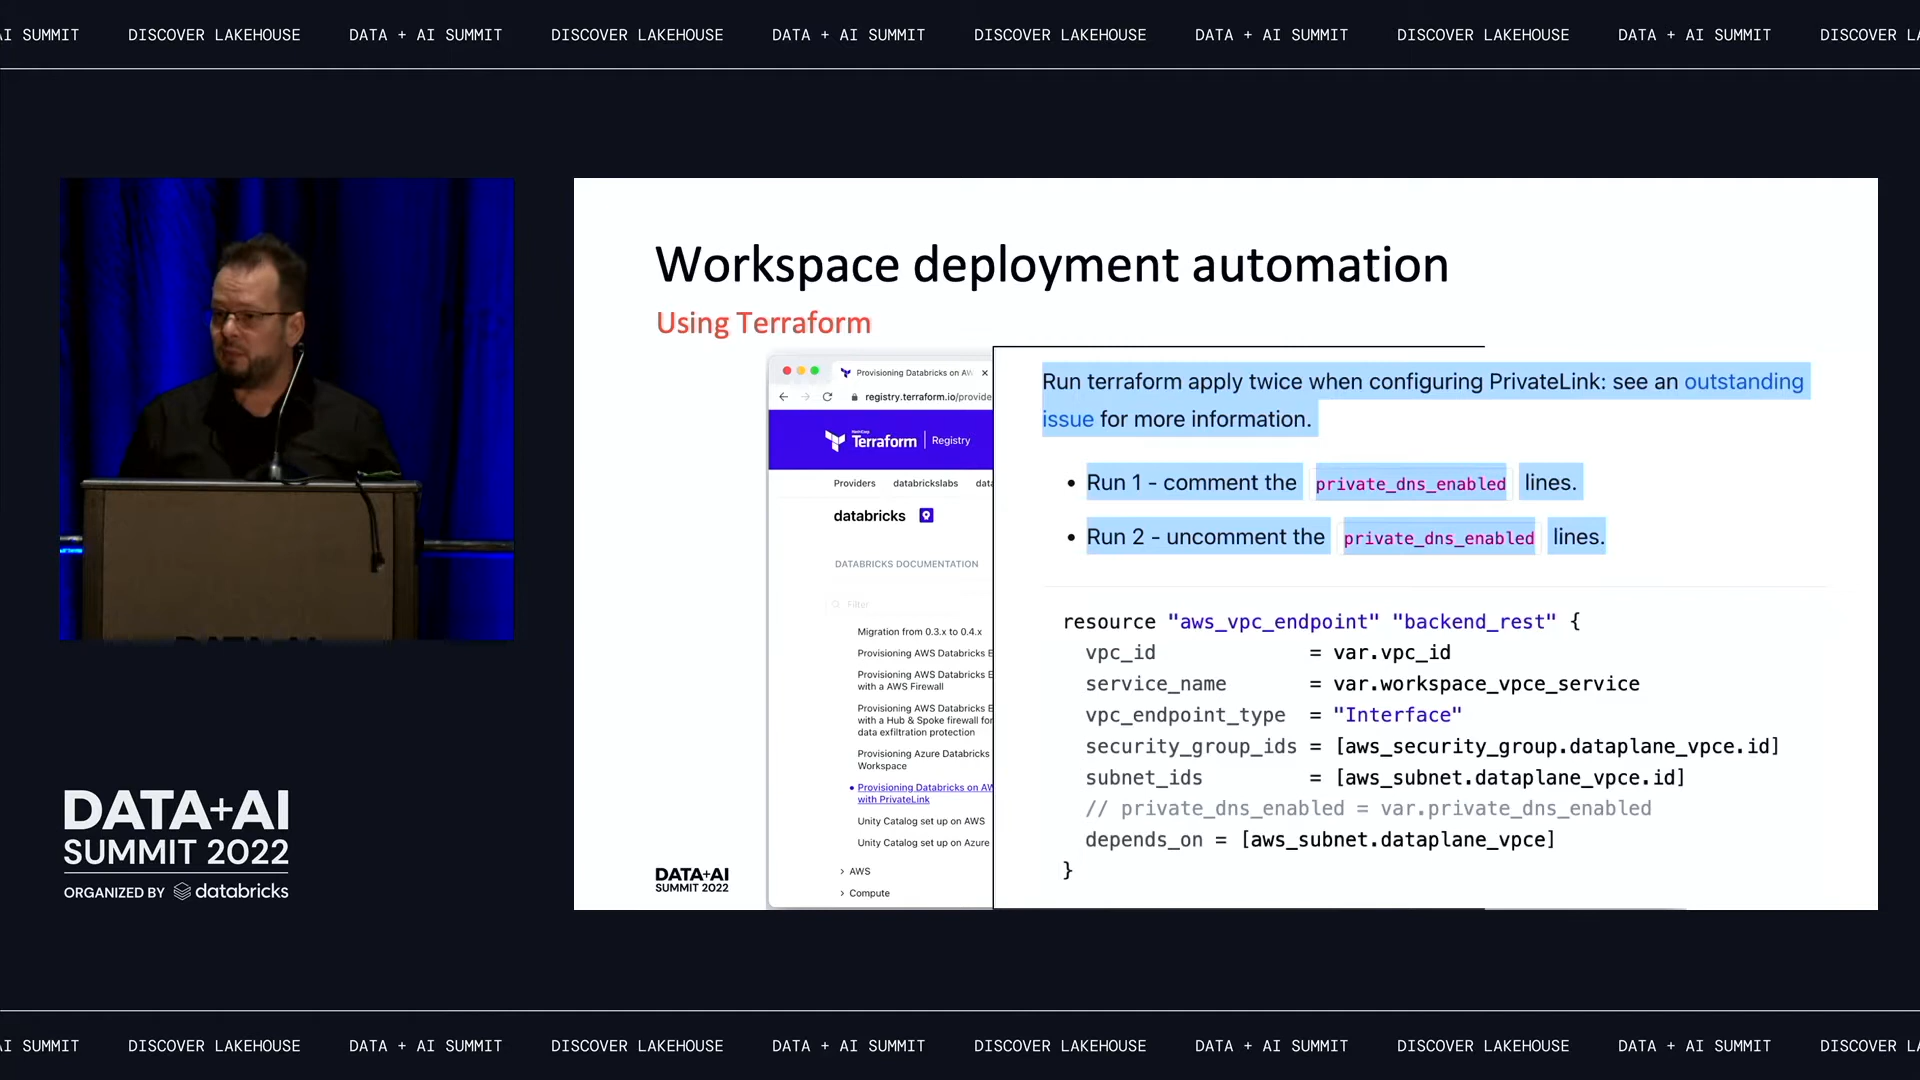 AI SUMMIT DISCOVER LAKEHOUSE DATA + AI SUMMIT DISCOVER LAKEHOUSE DATA + AI SUMMIT DISCOVER LAKEHOUSE DATA + AI SUMMIT DISCOVER LAKEHOUSE DATA + AI SUMMIT DISCOVER LA
Workspace deployment automation
Using Terraform
Provisioning Databricks on AW
registry.terraform.io/provide
HashiCorp
Terraform Registry
Providers databrickslabs data
databricks
DATABRICKS DOCUMENTATION
Filter
Migration from 0.3.x to 0.4.x
Provisioning AWS Databricks E
Provisioning AWS Databricks E
with a AWS Firewall
Provisioning AWS Databricks E
with a Hub & Spoke firewall for
data exfiltration protection
Provisioning Azure Databricks
Workspace
Provisioning Databricks on AW
with PrivateLink
Unity Catalog set up on AWS
Unity Catalog set up on Azure
AWS
Compute
Run terraform apply twice when configuring PrivateLink: see an outstanding
issue for more information.
• Run 1 - comment the private_dns_enabled lines.
• Run 2 - uncomment the private_dns_enabled lines.
resource "aws_vpc_endpoint" "backend_rest" {
vpc_id = var.vpc_id
service_name = var.workspace_vpce_service
vpc_endpoint_type = "Interface"
security_group_ids = [aws_security_group.dataplane_vpce.id]
subnet_ids = [aws_subnet.dataplane_vpce.id]
// private_dns_enabled = var.private_dns_enabled
depends_on = [aws_subnet.dataplane_vpce]
}
DATA+AI
SUMMIT 2022
DATA+AI
SUMMIT 2022
ORGANIZED BY databricks
AI SUMMIT DISCOVER LAKEHOUSE DATA + AI SUMMIT DISCOVER LAKEHOUSE DATA + AI SUMMIT DISCOVER LAKEHOUSE DATA + AI SUMMIT DISCOVER LAKEHOUSE DATA + AI SUMMIT DISCOVER LA